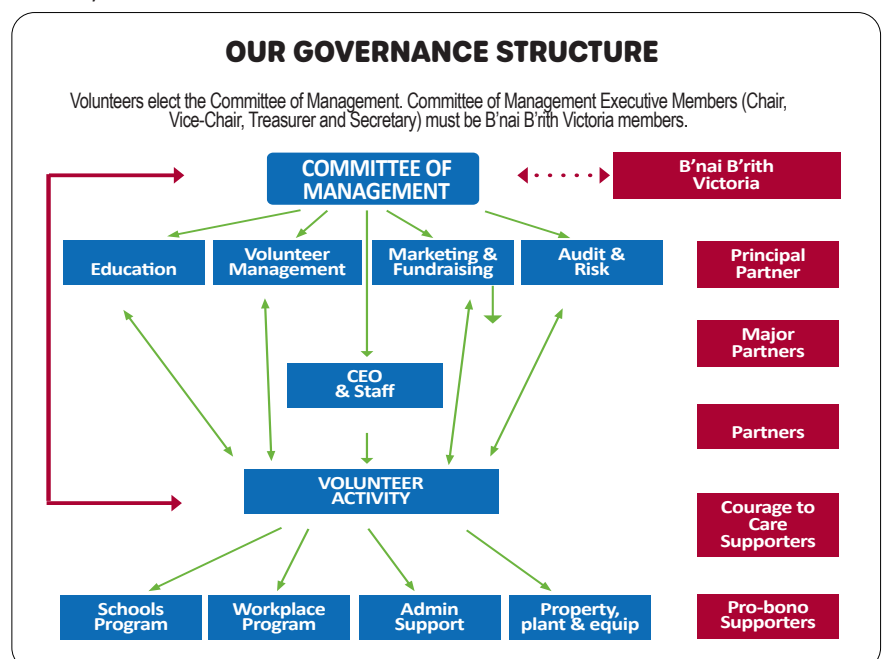 OUR GOVERNANCE STRUCTURE
Volunteers elect the Committee of Management. Committee of Management Executive Members (Chair,
Vice-Chair, Treasurer and Secretary) must be B’nai B’rith Victoria members.
COMMITTEE OF
MANAGEMENT
B’nai B’rith
Victoria
Education
Volunteer
Management
Marketing &
Fundraising
Audit &
Risk
Principal
Partner
Major
Partners
CEO
& Staff
Partners
VOLUNTEER
ACTIVITY
Courage to
Care
Supporters
Schools
Program
Workplace
Program
Admin
Support
Property,
plant & equip
Pro-bono
Supporters